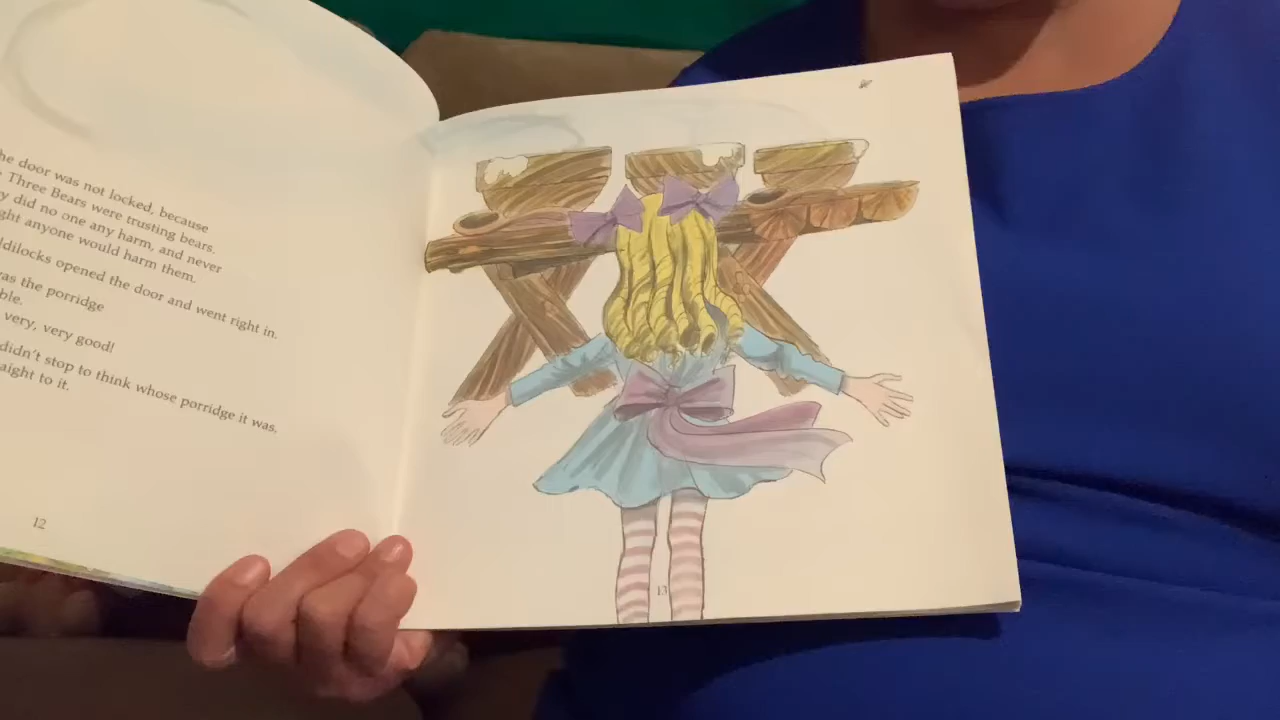 he door was not locked, because
Three Bears were trusting bears.
y did no one any harm, and never
ght anyone would harm them.
ldilocks opened the door and went right in.
as the porridge
ble.
very, very good!
didn't stop to think whose porridge it was,
aight to it.
12
13